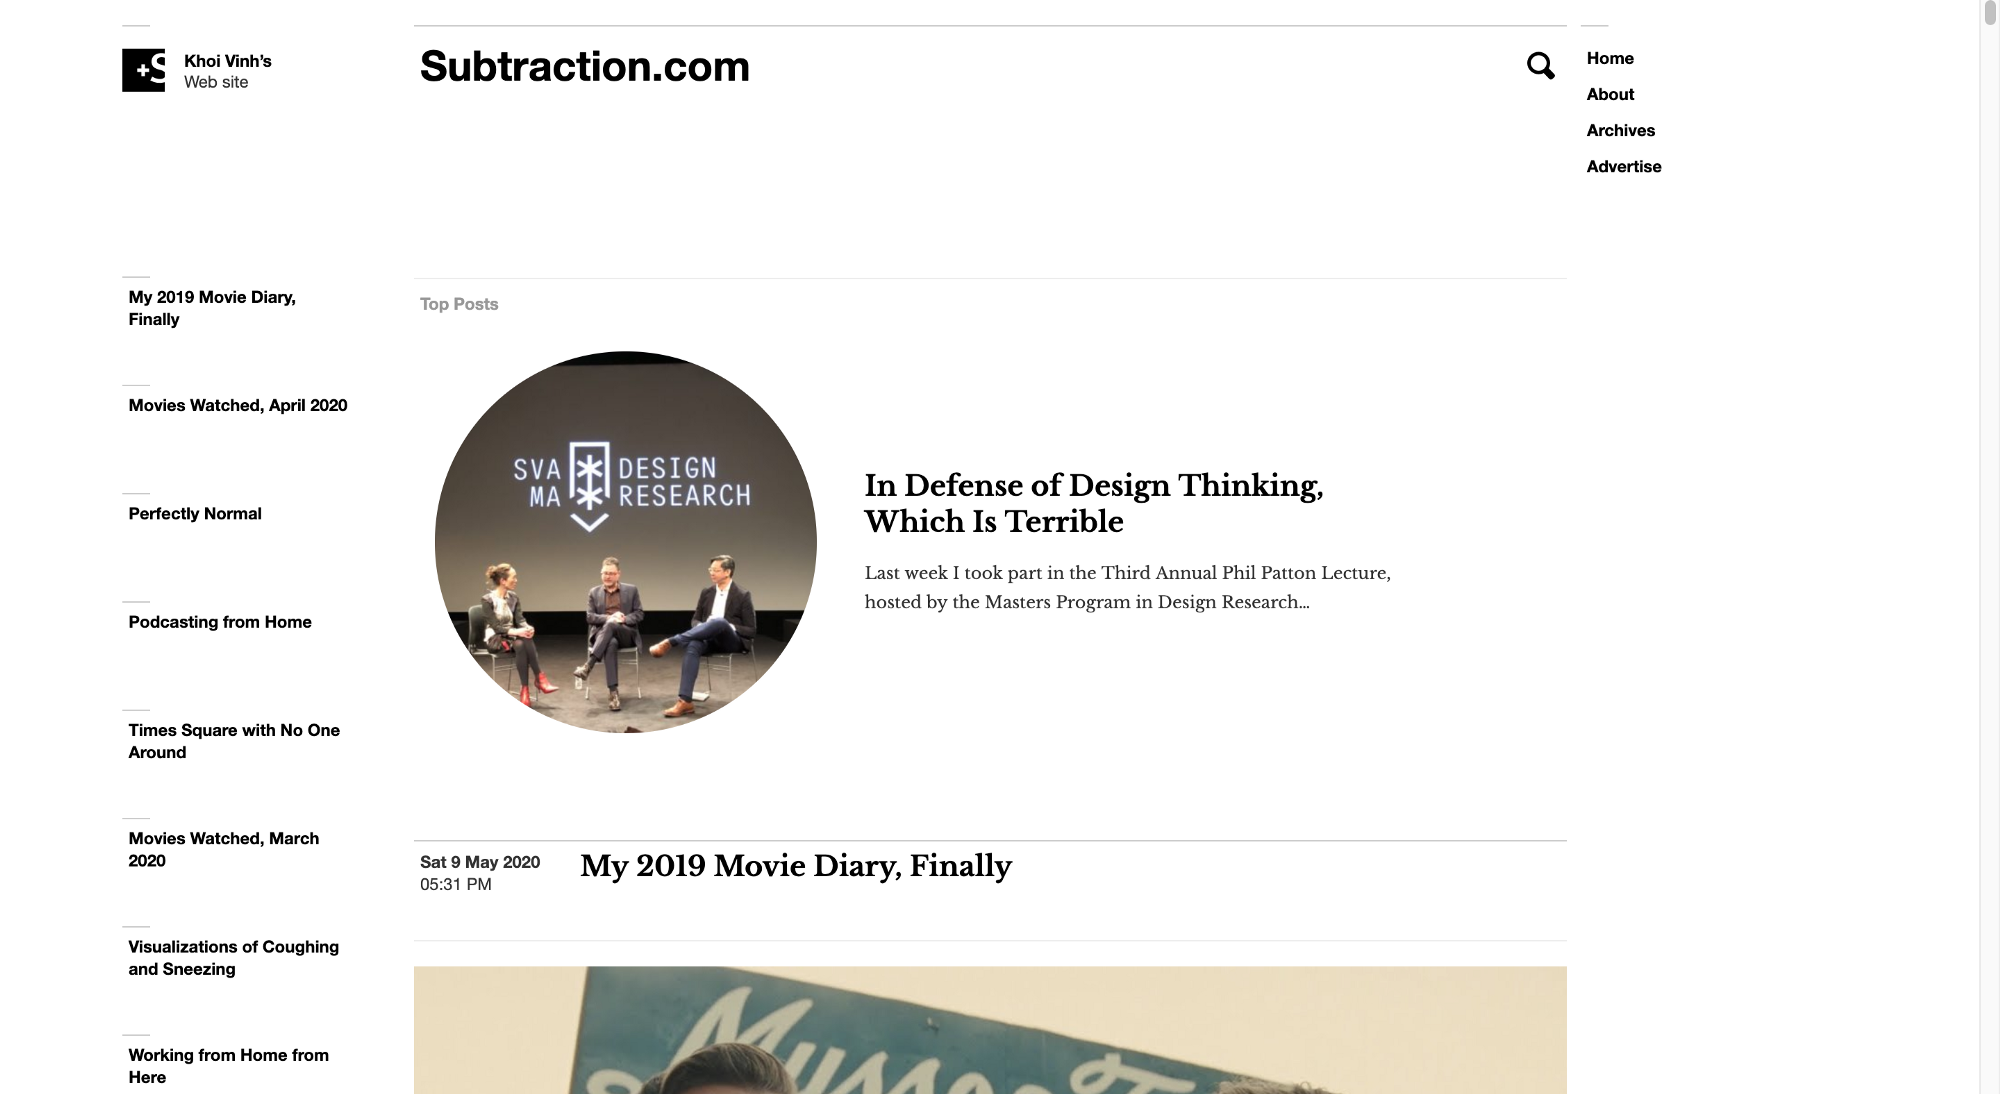 +S
Khoi Vinh’s
Web site
Subtraction.com
Home
About
Archives
Advertise
My 2019 Movie Diary,
Finally
Movies Watched, April 2020
Perfectly Normal
Podcasting from Home
Times Square with No One
Around
Movies Watched, March
2020
Visualizations of Coughing
and Sneezing
Working from Home from
Here
Top Posts
SVA DESIGN
MA RESEARCH
In Defense of Design Thinking,
Which Is Terrible
Last week I took part in the Third Annual Phil Patton Lecture,
hosted by the Masters Program in Design Research…
Sat 9 May 2020
05:31 PM
My 2019 Movie Diary, Finally